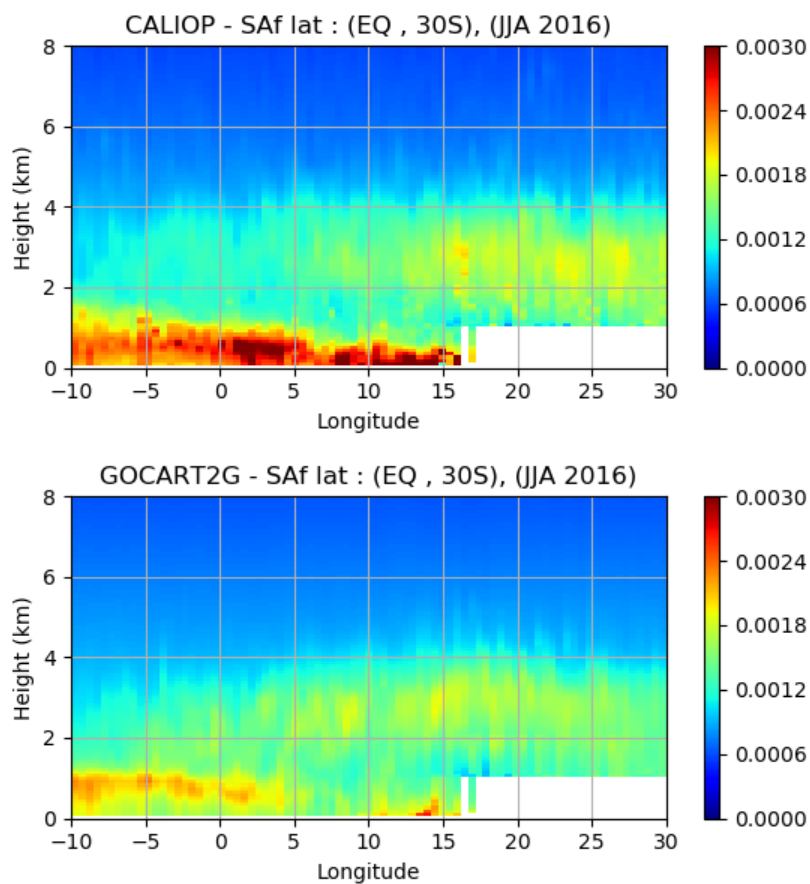 CALIOP - SAf lat : (EQ , 30S), (JJA 2016)
8
6
4
2
0
Height (km)
−10 −5 0 5 10 15 20 25 30
Longitude
0.0030
0.0024
0.0018
0.0012
0.0006
0.0000
GOCART2G - SAf lat : (EQ , 30S), (JJA 2016)
8
6
4
2
0
Height (km)
−10 −5 0 5 10 15 20 25 30
Longitude
0.0030
0.0024
0.0018
0.0012
0.0006
0.0000